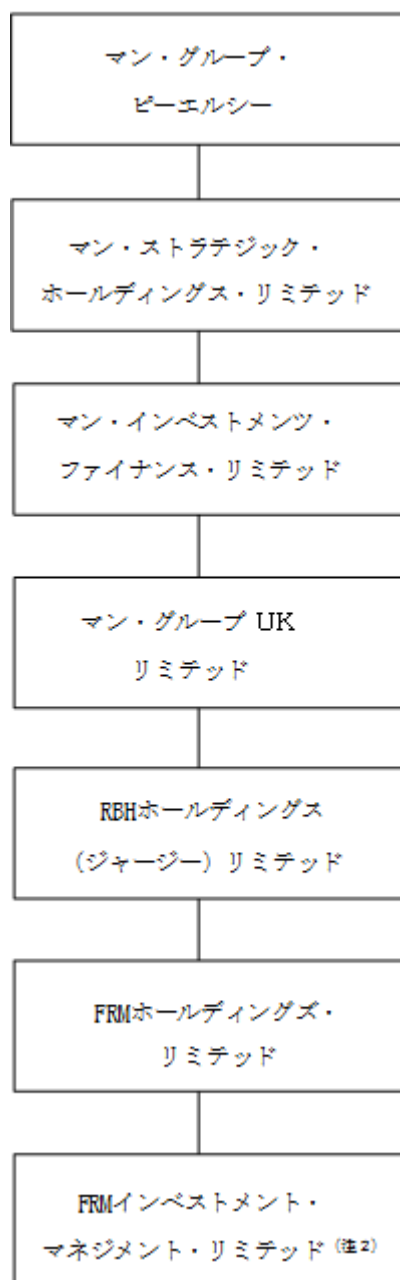 マン・グループ・
ピーエルシー
マン・ストラテジック・
ホールディングス・リミテッド
マン・インベストメンツ・
ファイナンス・リミテッド
マン・グループ UK
リミテッド
RBHホールディングス
(ジャージー) リミテッド
FRMホールディングズ・
リミテッド
FRMインベストメント・
マネジメント・リミテッド (注2)